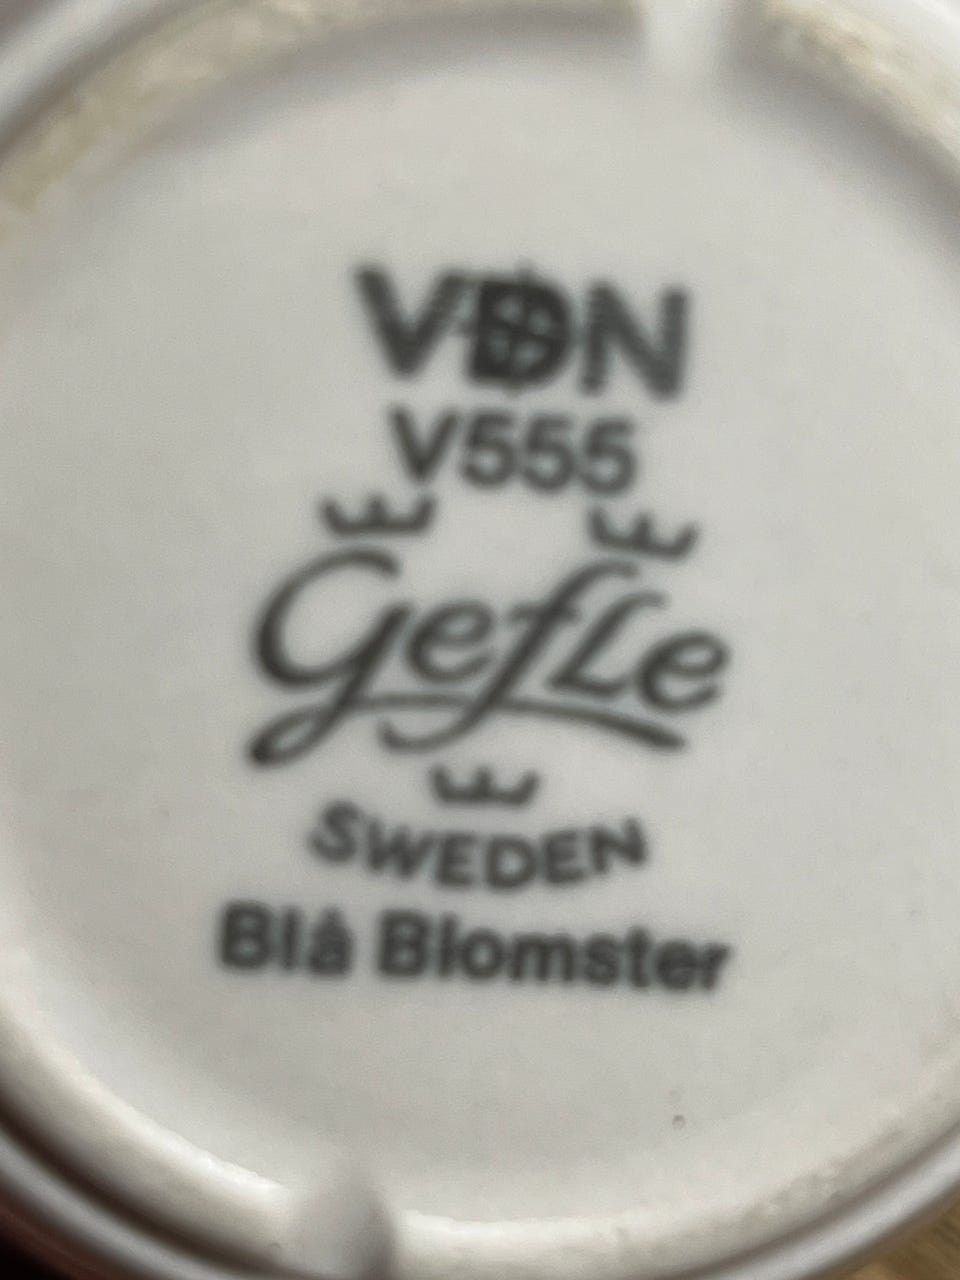 VDN
V555
Gefle
SWEDEN
Blå Blomster